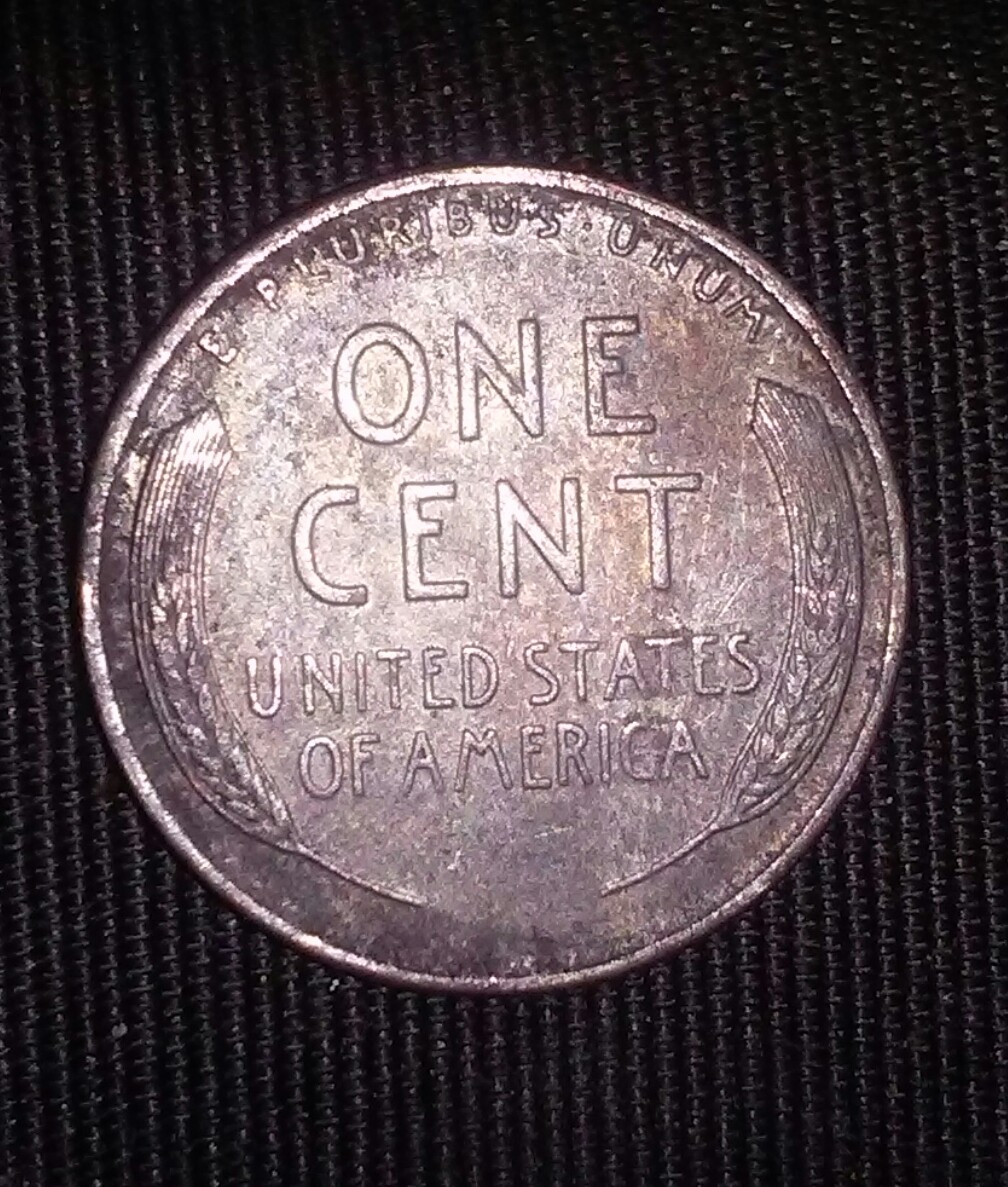 E · PLURIBUS · UNUM
ONE
CENT
UNITED STATES
OF AMERICA